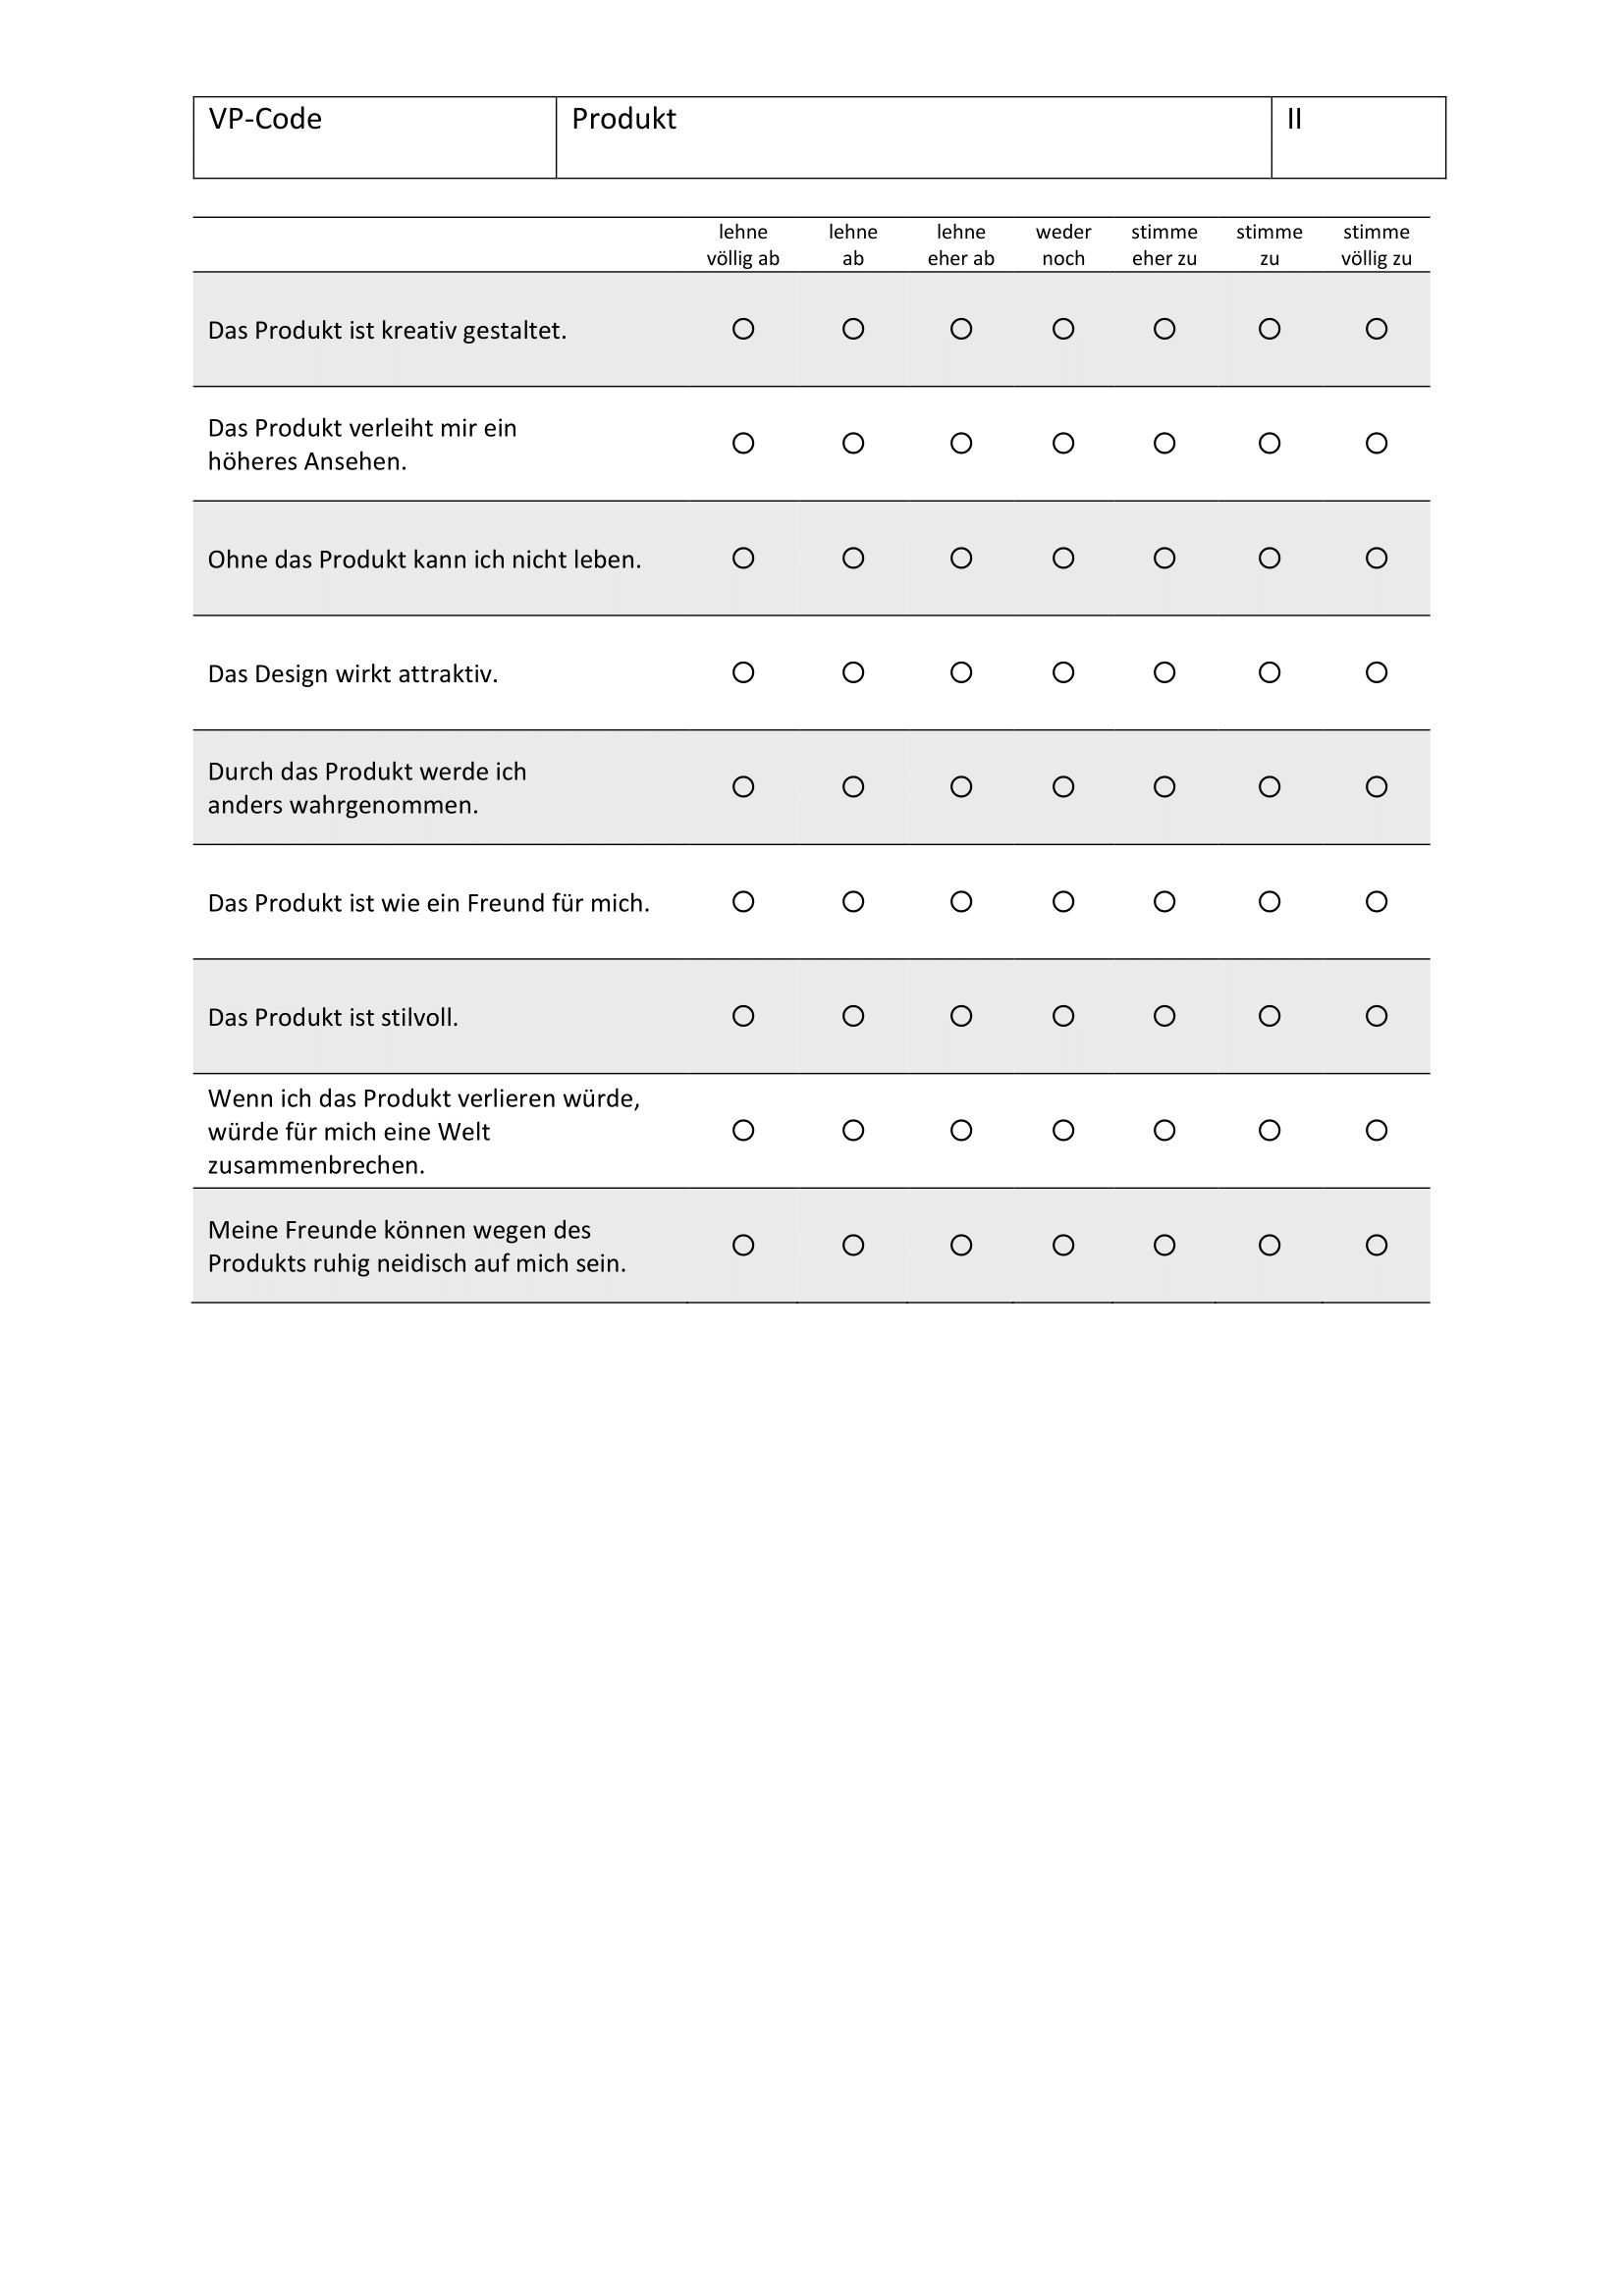 VP-Code
Produkt
II
lehne völlig ab
lehne ab
lehne eher ab
weder noch
stimme eher zu
stimme zu
stimme völlig zu
Das Produkt ist kreativ gestaltet.
Das Produkt verleiht mir ein
höheres Ansehen.
Ohne das Produkt kann ich nicht leben.
Das Design wirkt attraktiv.
Durch das Produkt werde ich
anders wahrgenommen.
Das Produkt ist wie ein Freund für mich.
Das Produkt ist stilvoll.
Wenn ich das Produkt verlieren würde,
würde für mich eine Welt
zusammenbrechen.
Meine Freunde können wegen des
Produkts ruhig neidisch auf mich sein.